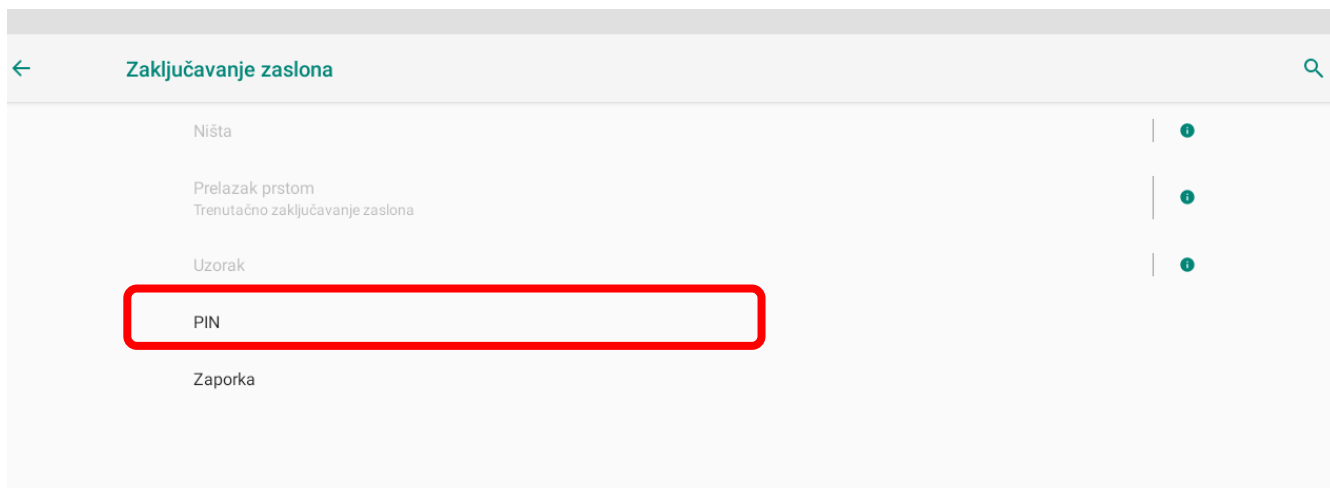 Zaključavanje zaslona
Ništa
Prelazak prstom
Trenutačno zaključavanje zaslona
Uzorak
PIN
Zaporka